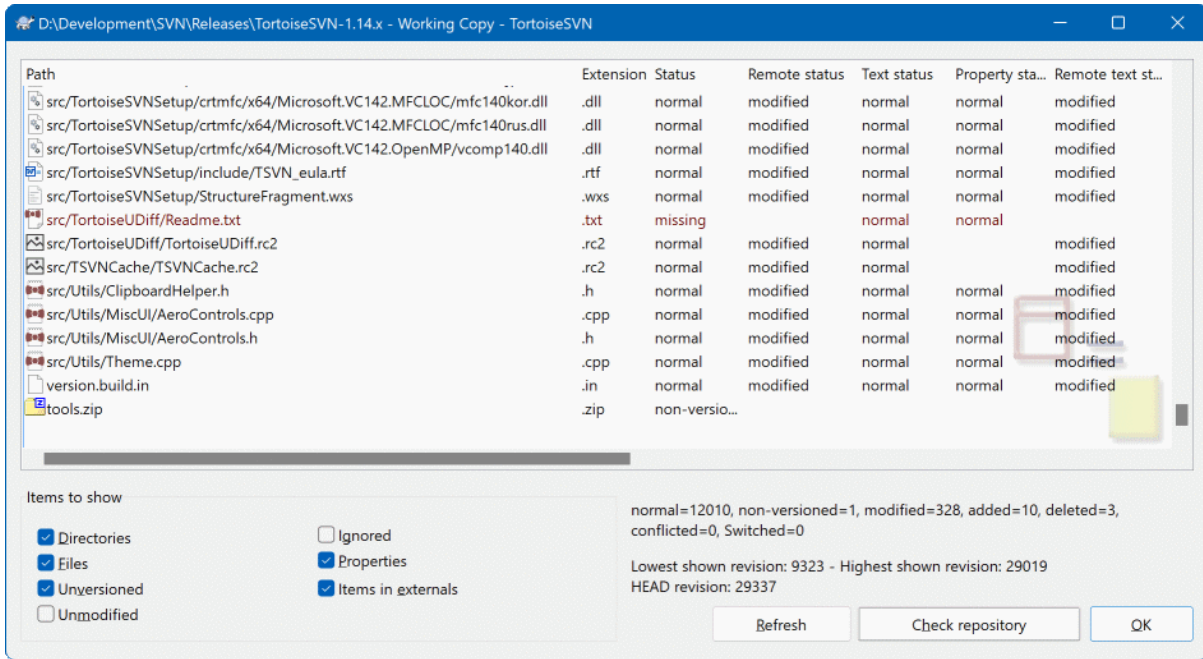 D:\Development\SVN\Releases\TortoiseSVN-1.14.x - Working Copy - TortoiseSVN
Path Extension Status Remote status Text status Property sta... Remote text st...
src/TortoiseSVNSetup/crtmfc/x64/Microsoft.VC142.MFCLOC/mfc140kor.dll .dll normal modified normal normal modified
src/TortoiseSVNSetup/crtmfc/x64/Microsoft.VC142.MFCLOC/mfc140rus.dll .dll normal modified normal normal modified
src/TortoiseSVNSetup/crtmfc/x64/Microsoft.VC142.OpenMP/vcomp140.dll .dll normal modified normal normal modified
src/TortoiseSVNSetup/include/TSVN_eula.rtf .rtf normal modified normal normal modified
src/TortoiseSVNSetup/StructureFragment.wxs .wxs normal modified normal normal modified
src/TortoiseUDiff/Readme.txt .txt missing normal normal
src/TortoiseUDiff/TortoiseUDiff.rc2 .rc2 normal modified normal modified
src/TSVNCache/TSVNCache.rc2 .rc2 normal modified normal modified
src/Utils/ClipboardHelper.h .h normal modified normal normal modified
src/Utils/MiscUI/AeroControls.cpp .cpp normal modified normal normal modified
src/Utils/MiscUI/AeroControls.h .h normal modified normal normal modified
src/Utils/Theme.cpp .cpp normal modified normal normal modified
version.build.in .in normal modified normal normal modified
tools.zip .zip non-versio...
Items to show
Directories Ignored
Files Properties
Unversioned Items in externals
Unmodified
normal=12010, non-versioned=1, modified=328, added=10, deleted=3,
conflicted=0, Switched=0
Lowest shown revision: 9323 - Highest shown revision: 29019
HEAD revision: 29337
Refresh Check repository OK